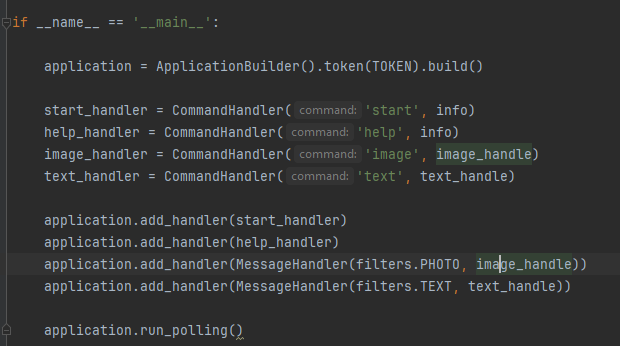 if __name__ == '__main__':
application = ApplicationBuilder().token(TOKEN).build()
start_handler = CommandHandler( command: 'start', info)
help_handler = CommandHandler( command: 'help', info)
image_handler = CommandHandler( command: 'image', image_handle)
text_handler = CommandHandler( command: 'text', text_handle)
application.add_handler(start_handler)
application.add_handler(help_handler)
application.add_handler(MessageHandler(filters.PHOTO, image_handle))
application.add_handler(MessageHandler(filters.TEXT, text_handle))
application.run_polling()